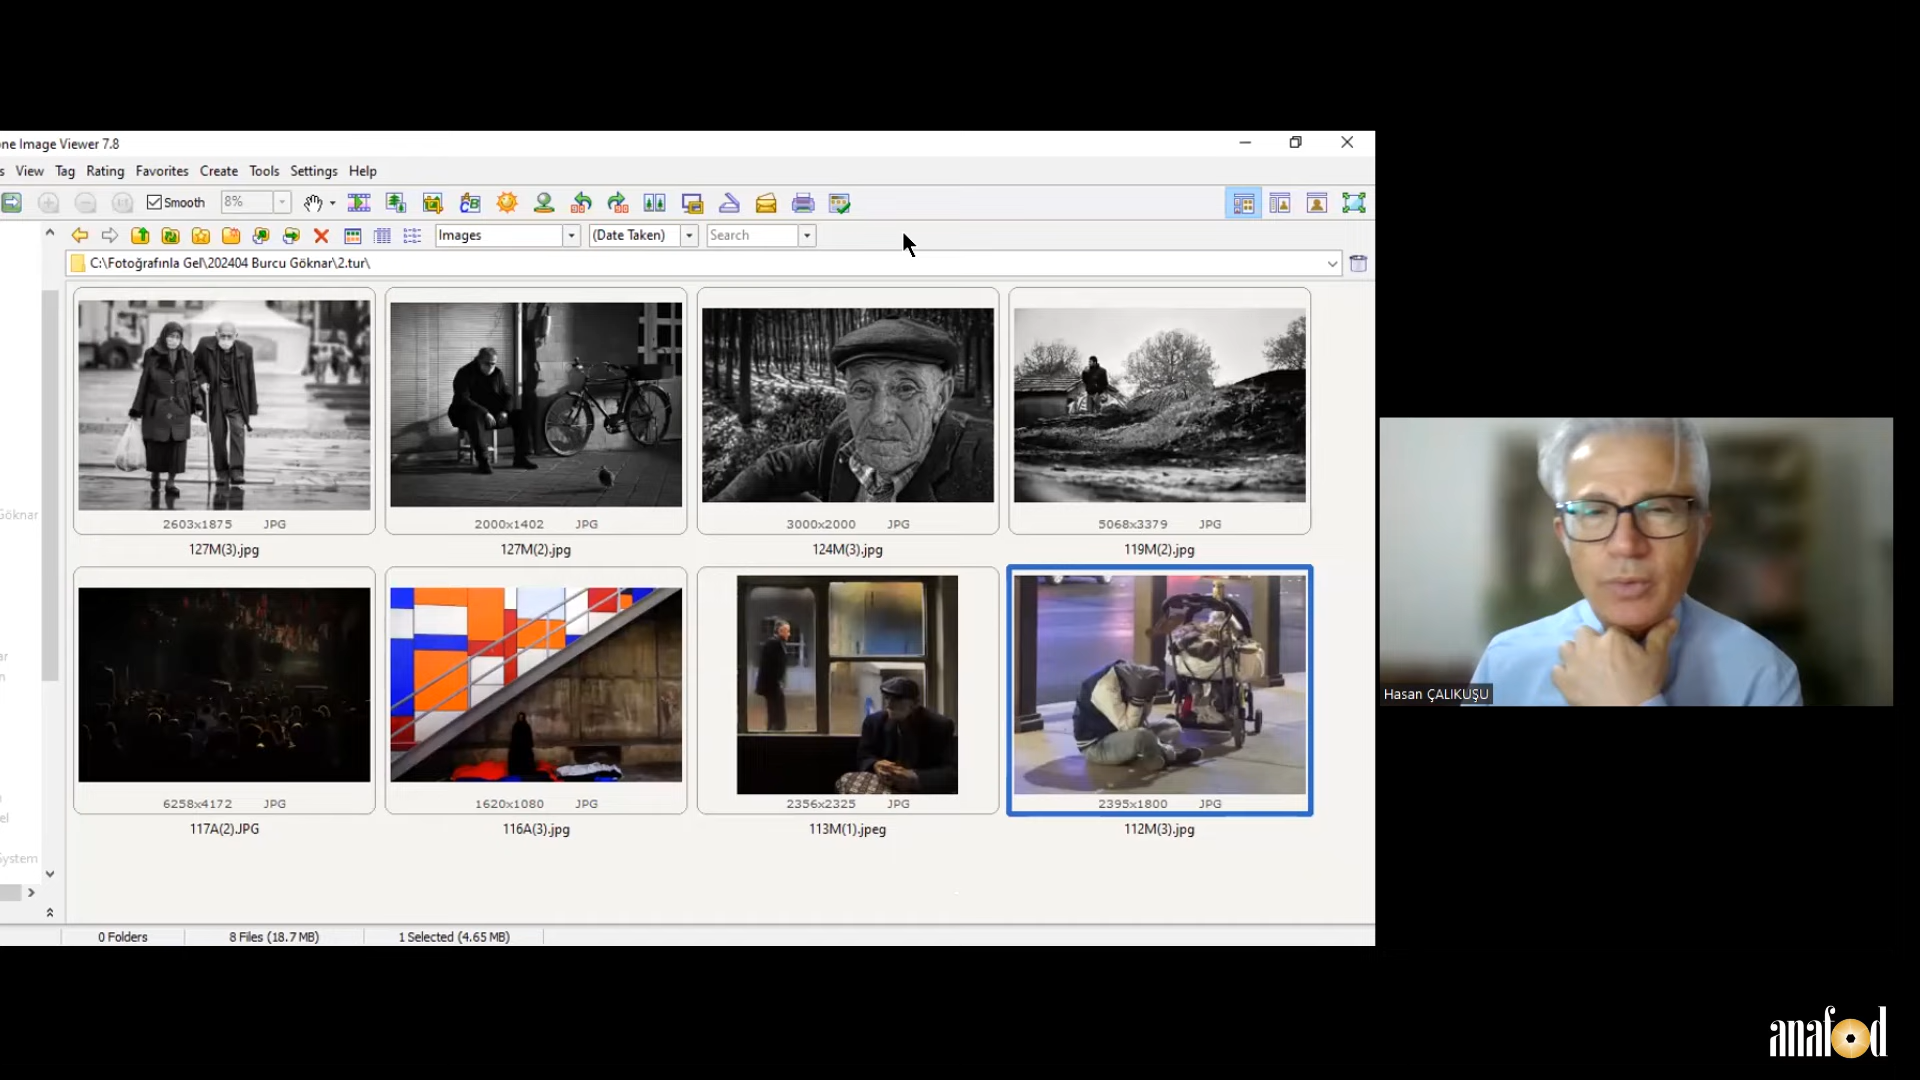 one Image Viewer 7.8
s View Tag Rating Favorites Create Tools Settings Help
Smooth 8%
Images (Date Taken) Search
C:\Fotoğrafınla Gel\202404 Burcu Göknar\2.tur\
2603x1875 JPG 2000x1402 JPG 3000x2000 JPG 5068x3379 JPG
127M(3).jpg 127M(2).jpg 124M(3).jpg 119M(2).jpg
Göknar
ar
m
el
System
6258x4172 JPG 1620x1080 JPG 2356x2325 JPG 2395x1800 JPG
117A(2).JPG 116A(3).jpg 113M(1).jpeg 112M(3).jpg
0 Folders 8 Files (18.7 MB) 1 Selected (4.65 MB)
Hasan ÇALIKUŞU
anafod